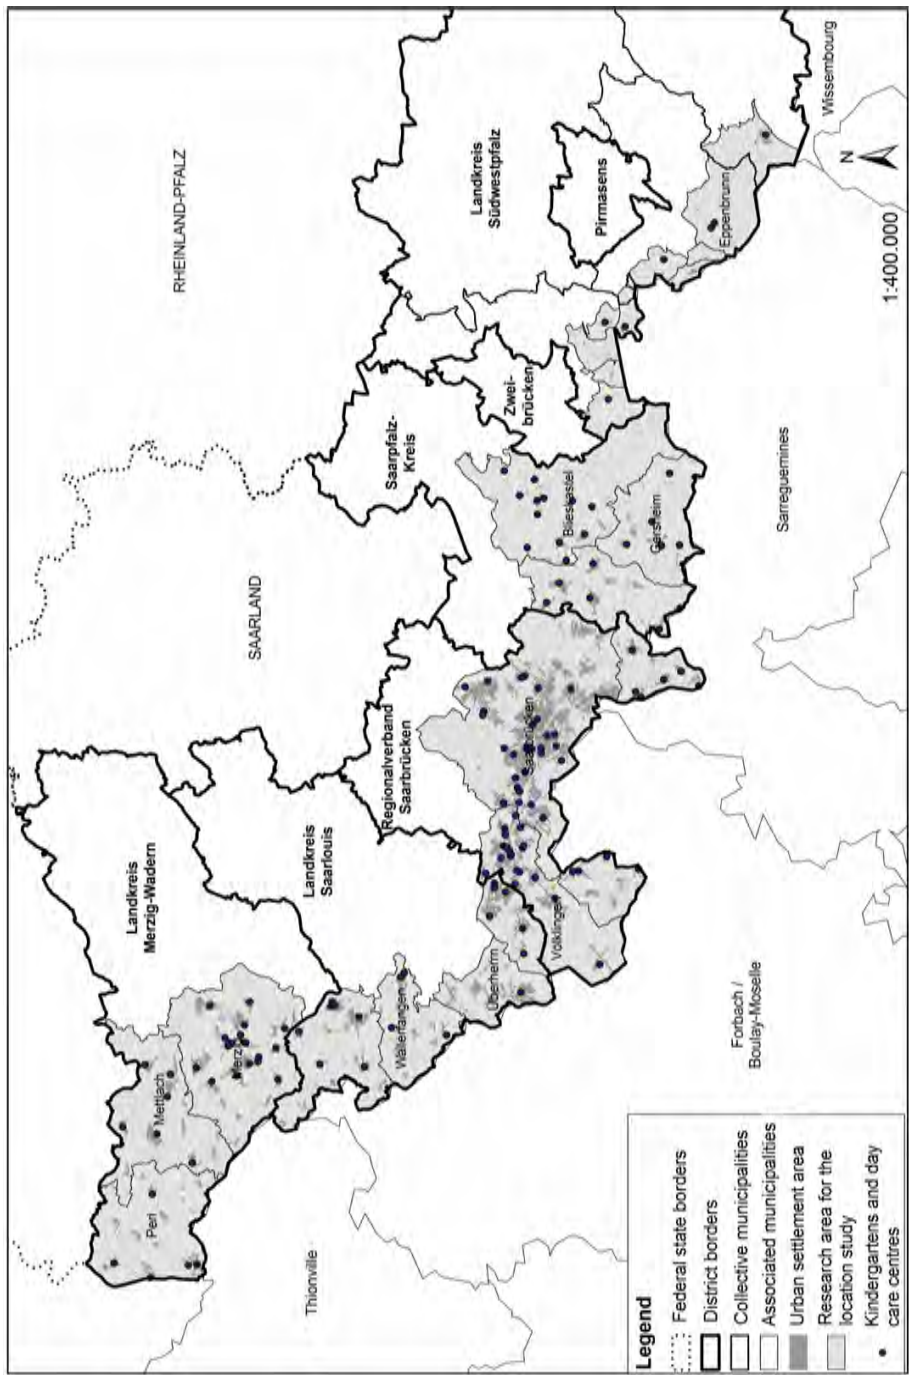 RHEINLAND-PFALZ
SAARLAND
Landkreis
Merzig-Wadern
Landkreis
Saarlouis
Regionalverband
Saarbrücken
Saarpfalz-
Kreis
Zwei-
brücken
Landkreis
Südwestpfalz
Pirmasens
Perl
Mettlach
Merzig
Wallerfangen
Überherrn
Völklingen
Saarbrücken
Blieskastel
Gersheim
Eppenbrunn
Thionville
Forbach /
Boulay-Moselle
Sarreguemines
Wissembourg
N
1:400.000
Legend
Federal state borders
District borders
Collective municipalities
Associated municipalities
Urban settlement area
Research area for the
location study
Kindergartens and day
care centres